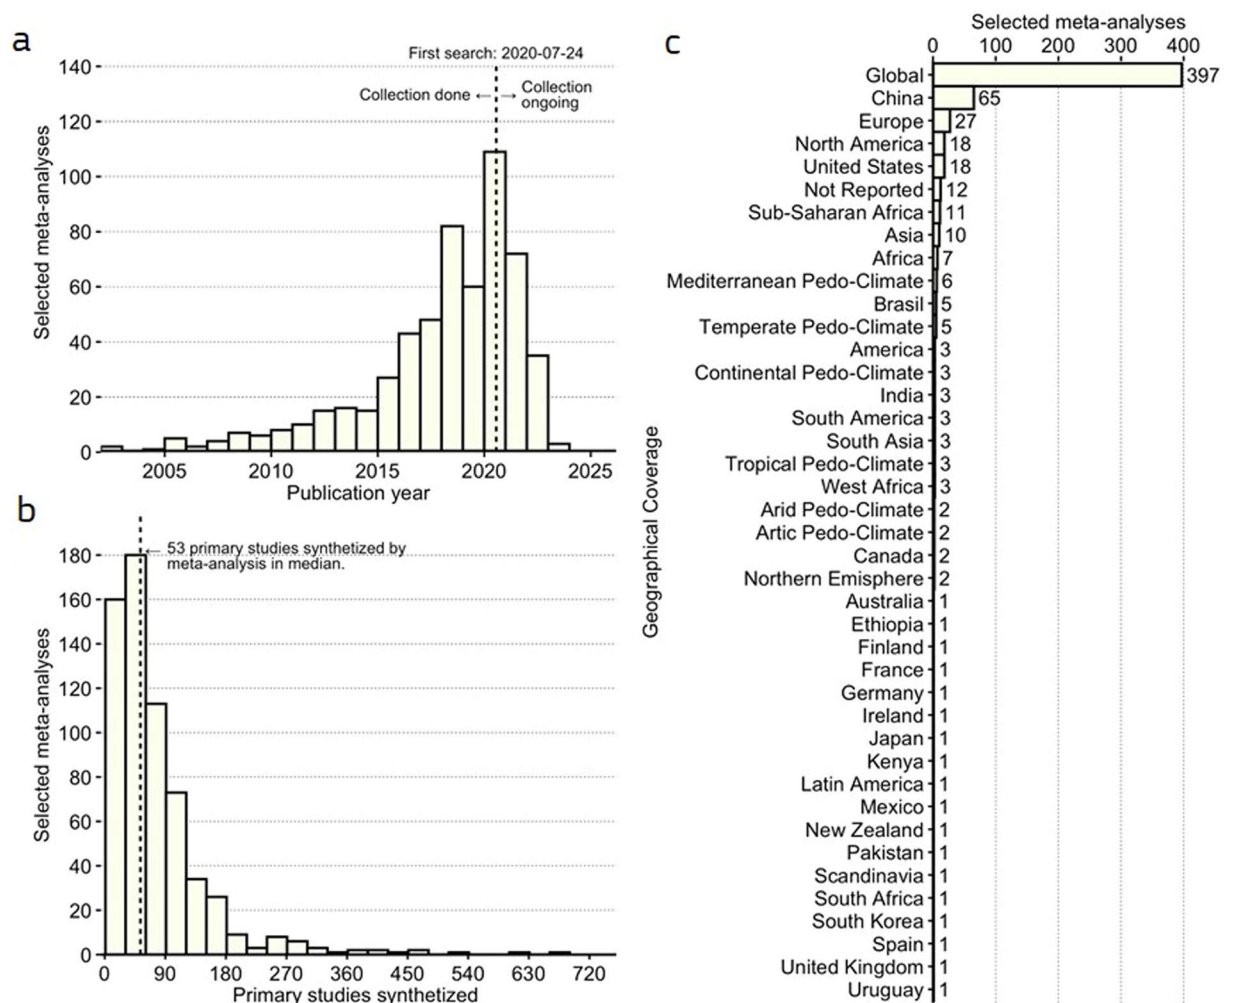 a
First search: 2020-07-24
Collection done ← → Collection
ongoing
140
120
100
80
60
40
20
0
Selected meta-analyses
2005 2010 2015 2020 2025
Publication year
b
← 53 primary studies synthetized by
meta-analysis in median.
180
160
140
120
100
80
60
40
20
0
Selected meta-analyses
0 90 180 270 360 450 540 630 720
Primary studies synthetized
c
Selected meta-analyses
0 100 200 300 400
Geographical Coverage
Global 397
China 65
Europe 27
North America 18
United States 18
Not Reported 12
Sub-Saharan Africa 11
Asia 10
Africa 7
Mediterranean Pedo-Climate 6
Brasil 5
Temperate Pedo-Climate 5
America 3
Continental Pedo-Climate 3
India 3
South America 3
South Asia 3
Tropical Pedo-Climate 3
West Africa 3
Arid Pedo-Climate 2
Artic Pedo-Climate 2
Canada 2
Northern Emisphere 2
Australia 1
Ethiopia 1
Finland 1
France 1
Germany 1
Ireland 1
Japan 1
Kenya 1
Latin America 1
Mexico 1
New Zealand 1
Pakistan 1
Scandinavia 1
South Africa 1
South Korea 1
Spain 1
United Kingdom 1
Uruguay 1